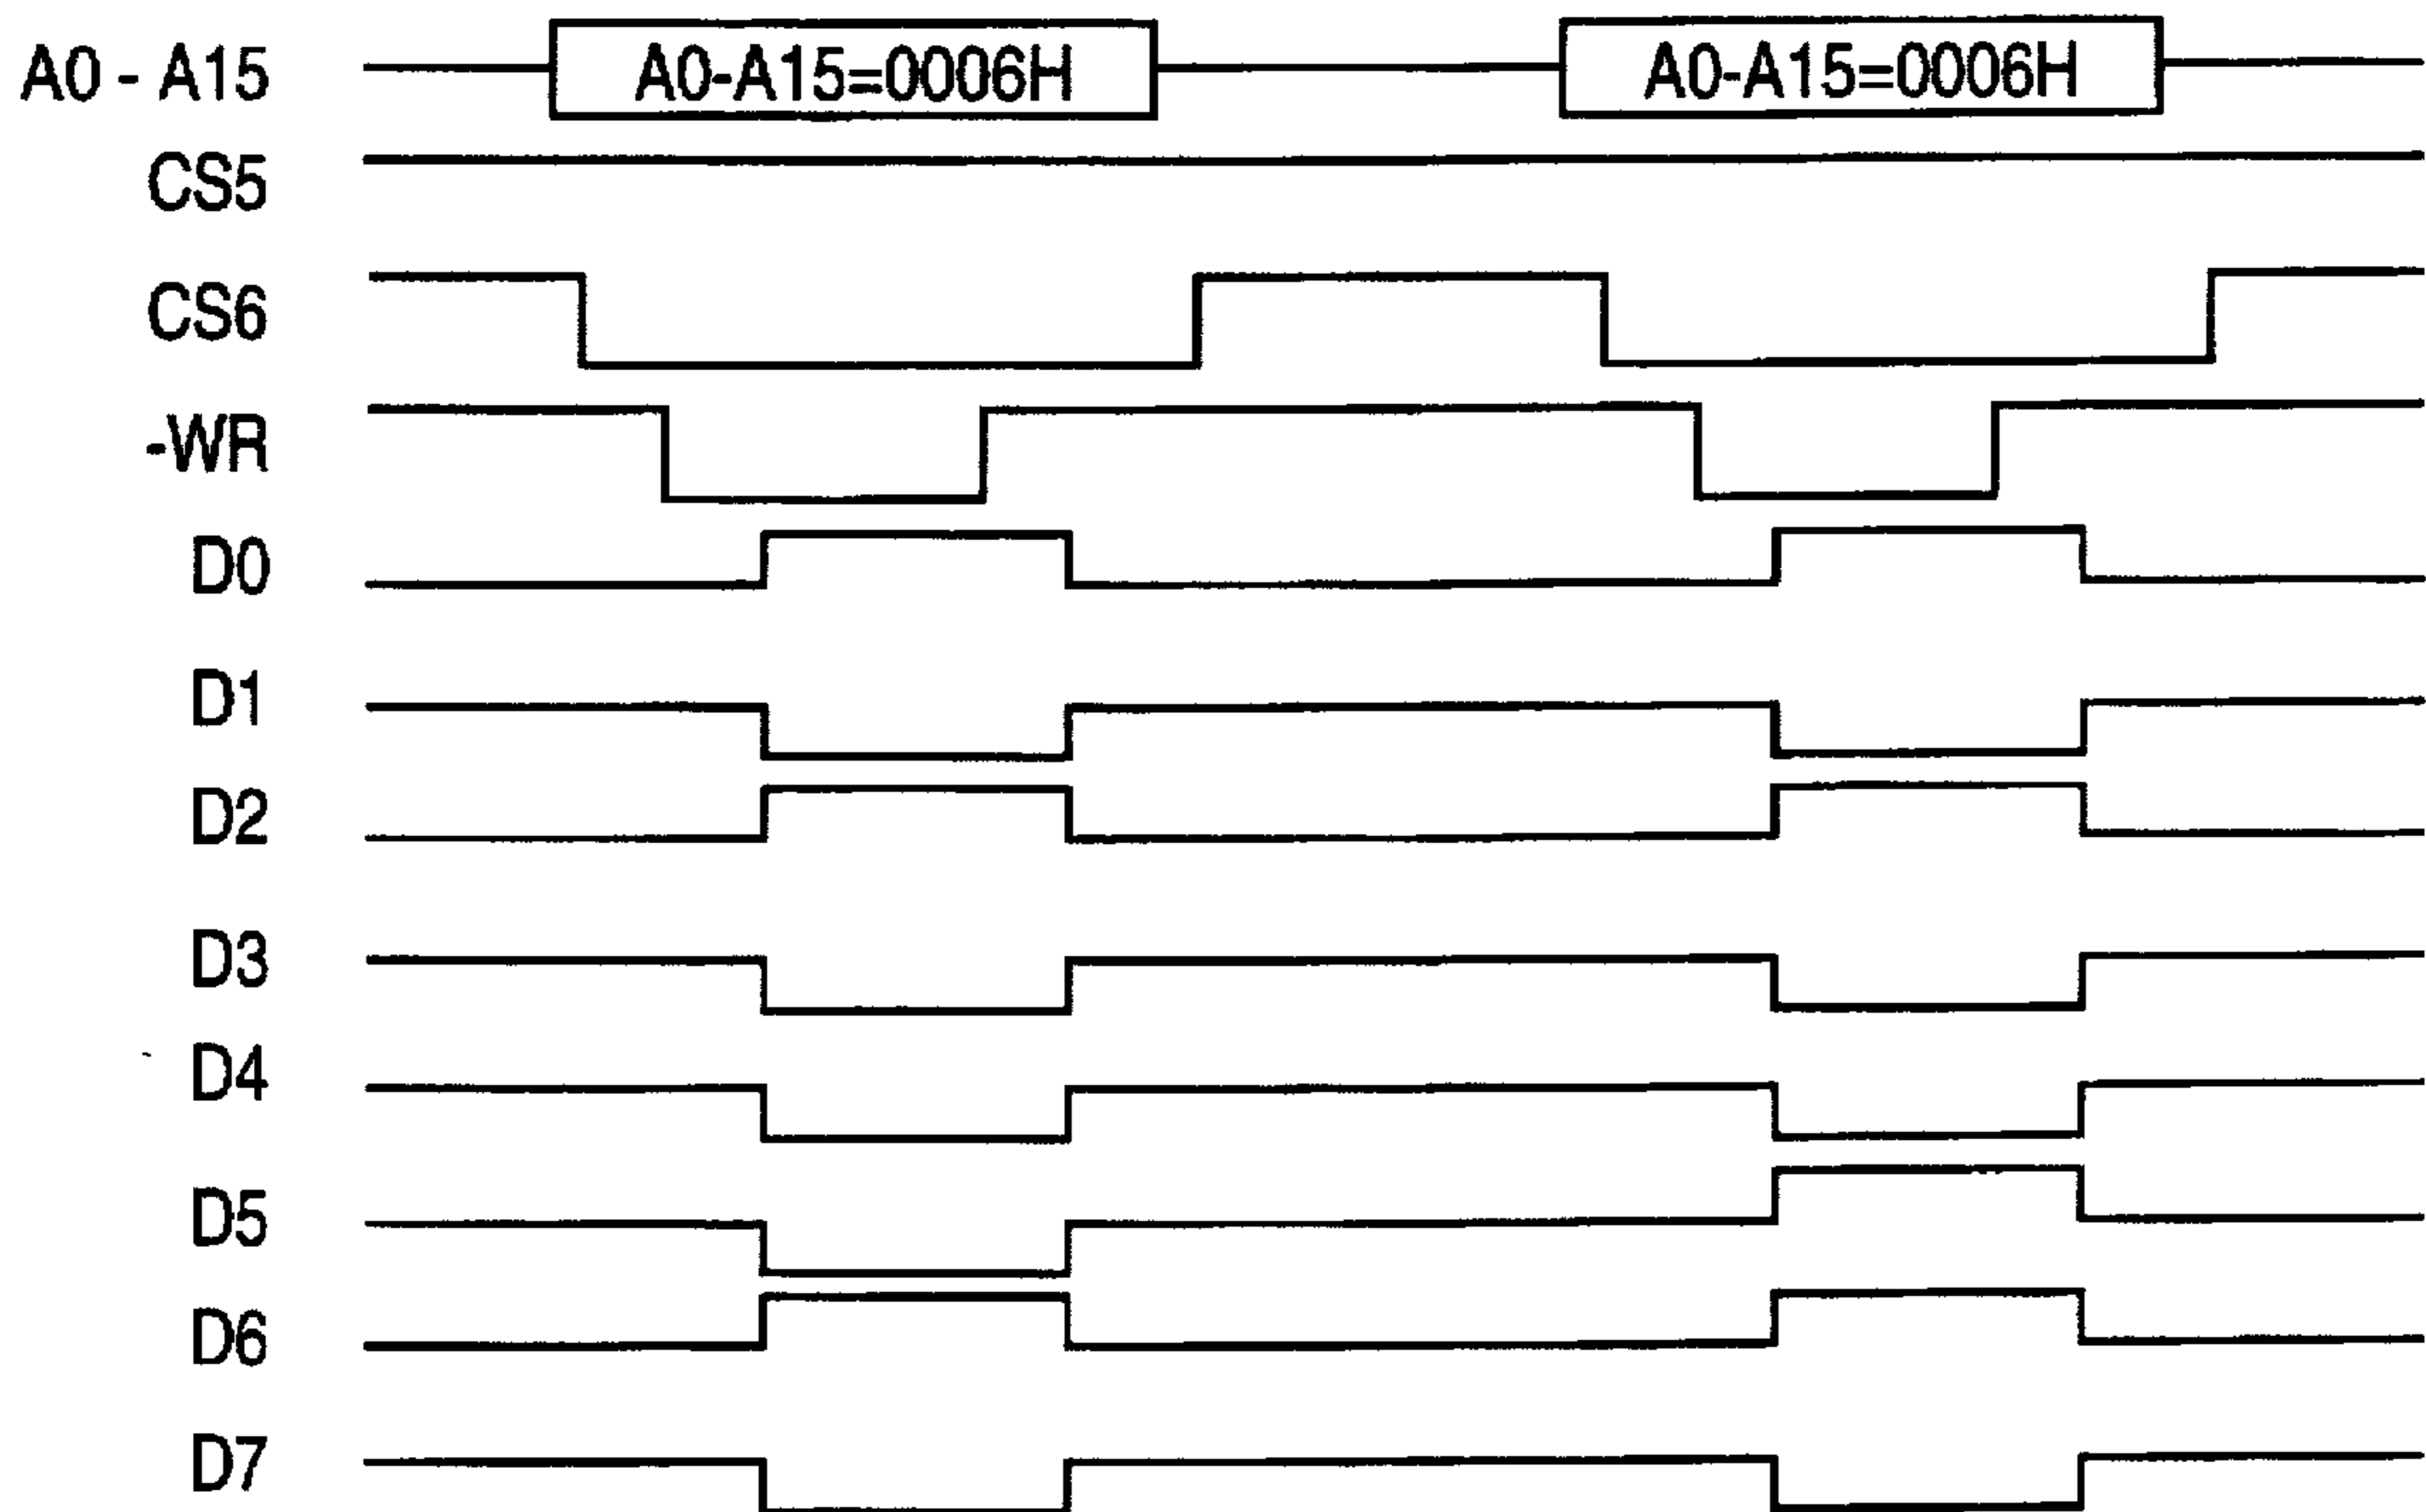 A0 - A15 A0-A15=0006H A0-A15=0006H
CS5
CS6
-WR
D0
D1
D2
D3
D4
D5
D6
D7